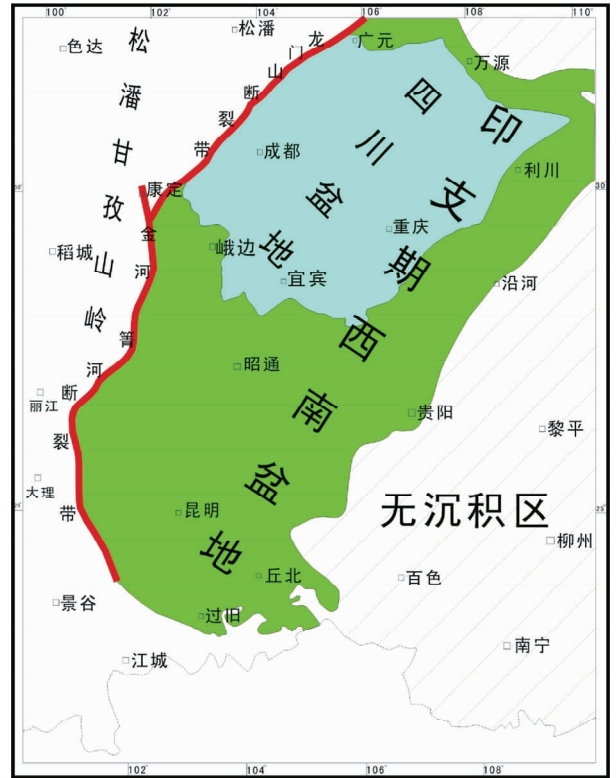 100°
102°
104°
106°
108°
110°
松潘
色达
松潘甘孜山岭
龙门山断裂带
广元
万源
四川盆地
印支期西南盆地
成都
利川
30°
康定
重庆
金河箐河断裂带
稻城
峨边
宜宾
沿河
昭通
丽江
贵阳
黎平
大理
昆明
无沉积区
25°
柳州
丘北
百色
景谷
过旧
南宁
江城
102°
104°
106°
108°